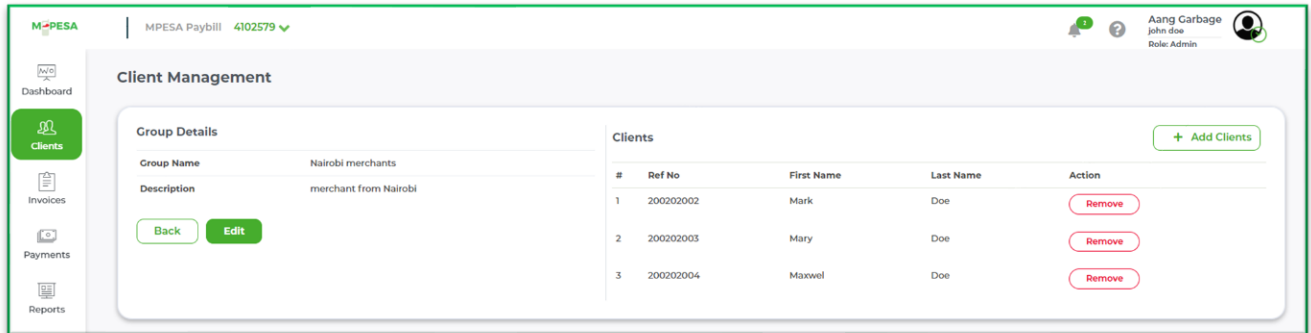 M-PESA
MPESA Paybill 4102579
2
?
Aang Garbage
john doe
Role: Admin
Dashboard
Clients
Invoices
Payments
Reports
Client Management
Group Details
Group Name Nairobi merchants
Description merchant from Nairobi
Back Edit
Clients
+ Add Clients
# Ref No First Name Last Name Action
1 200202002 Mark Doe Remove
2 200202003 Mary Doe Remove
3 200202004 Maxwel Doe Remove